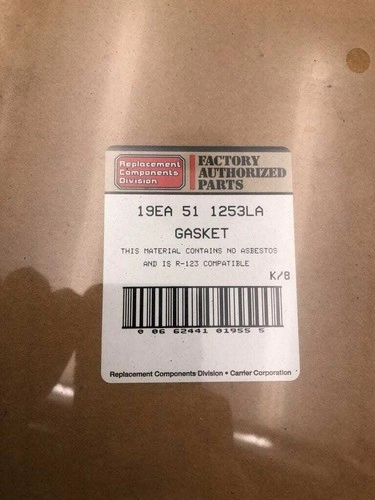 Replacement
Components
Division
FACTORY
AUTHORIZED
PARTS
19EA 51 1253LA
GASKET
THIS MATERIAL CONTAINS NO ASBESTOS
AND IS R-123 COMPATIBLE
K/8
0 06 62441 01955 5
Replacement Components Division • Carrier Corporation